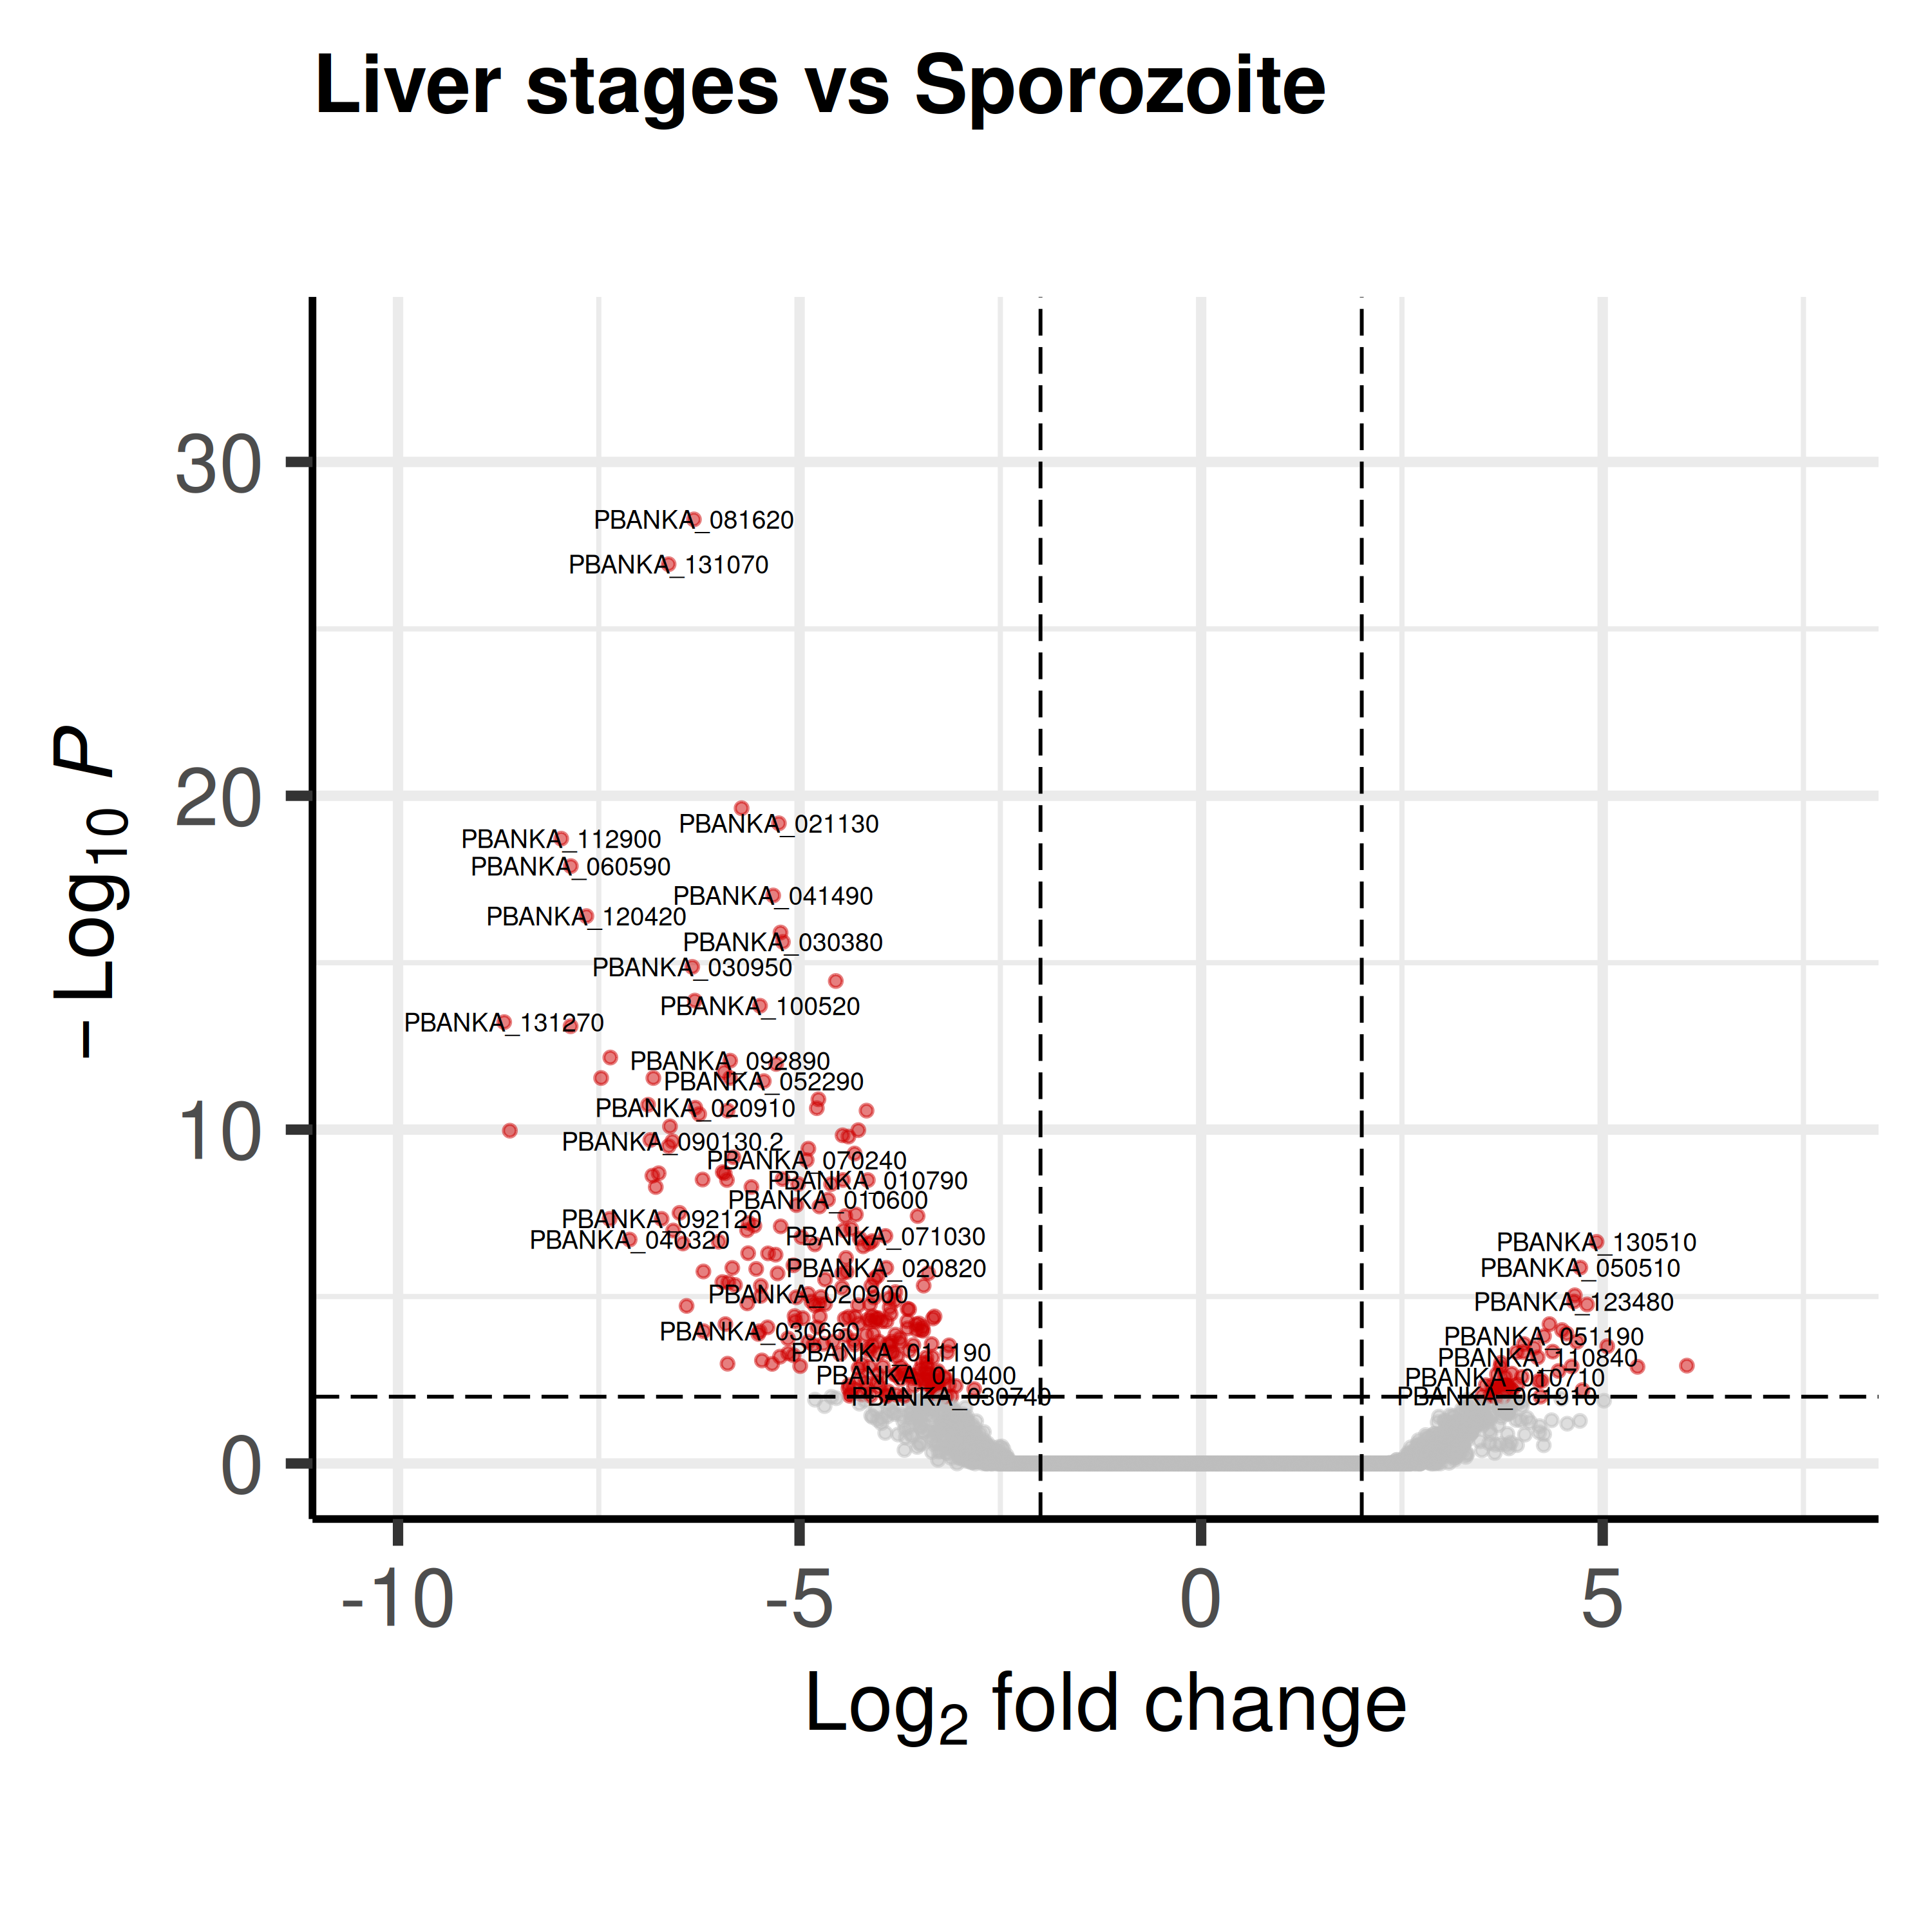 Liver stages vs Sporozoite
− Log10 P
30
20
10
0
PBANKA_081620
PBANKA_131070
PBANKA_021130
PBANKA_112900
PBANKA_060590
PBANKA_041490
PBANKA_120420
PBANKA_030380
PBANKA_030950
PBANKA_100520
PBANKA_131270
PBANKA_092890
PBANKA_052290
PBANKA_020910
PBANKA_090130.2
PBANKA_070240
PBANKA_010790
PBANKA_010600
PBANKA_092120
PBANKA_071030
PBANKA_040320
PBANKA_130510
PBANKA_020820
PBANKA_050510
PBANKA_020900
PBANKA_123480
PBANKA_030660
PBANKA_051190
PBANKA_011190
PBANKA_110840
PBANKA_010400
PBANKA_010710
PBANKA_030740
PBANKA_061910
-10
-5
0
5
Log2 fold change